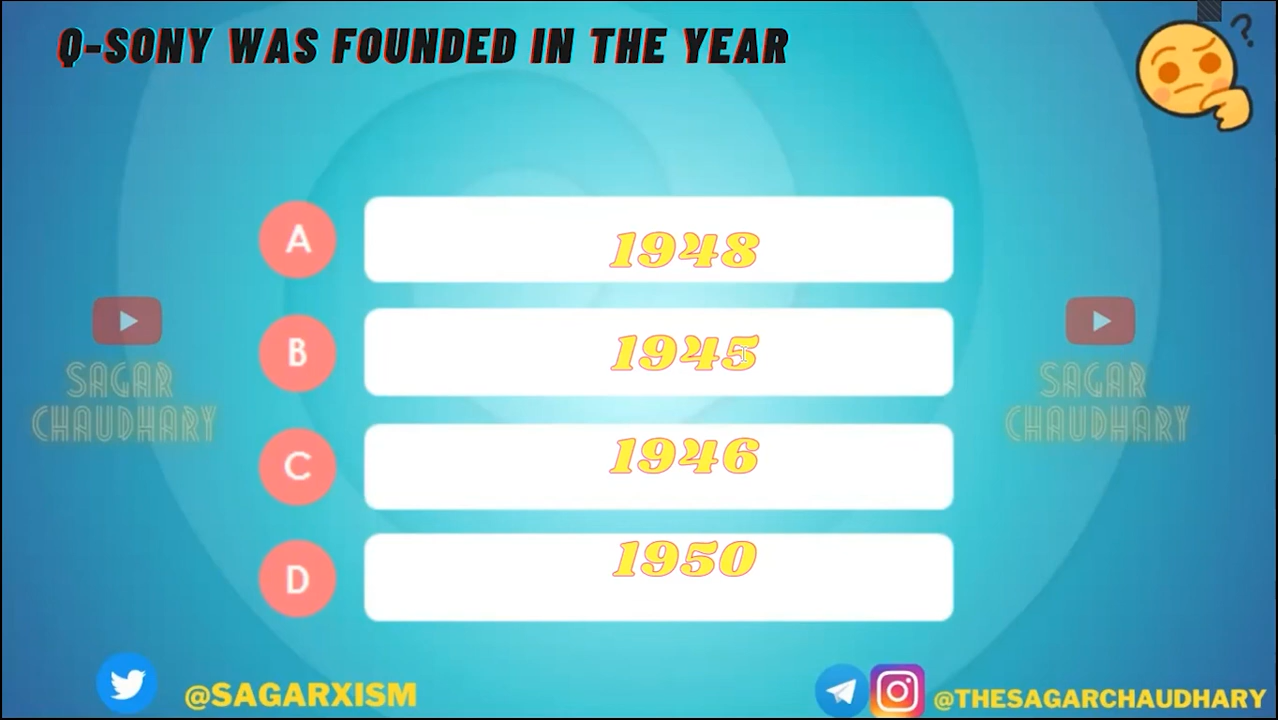 Q-SONY WAS FOUNDED IN THE YEAR
A
1948
B
1945
C
1946
D
1950
SAGAR
CHAUDHARY
SAGAR
CHAUDHARY
@SAGARXISM
@THESAGARCHAUDHARY